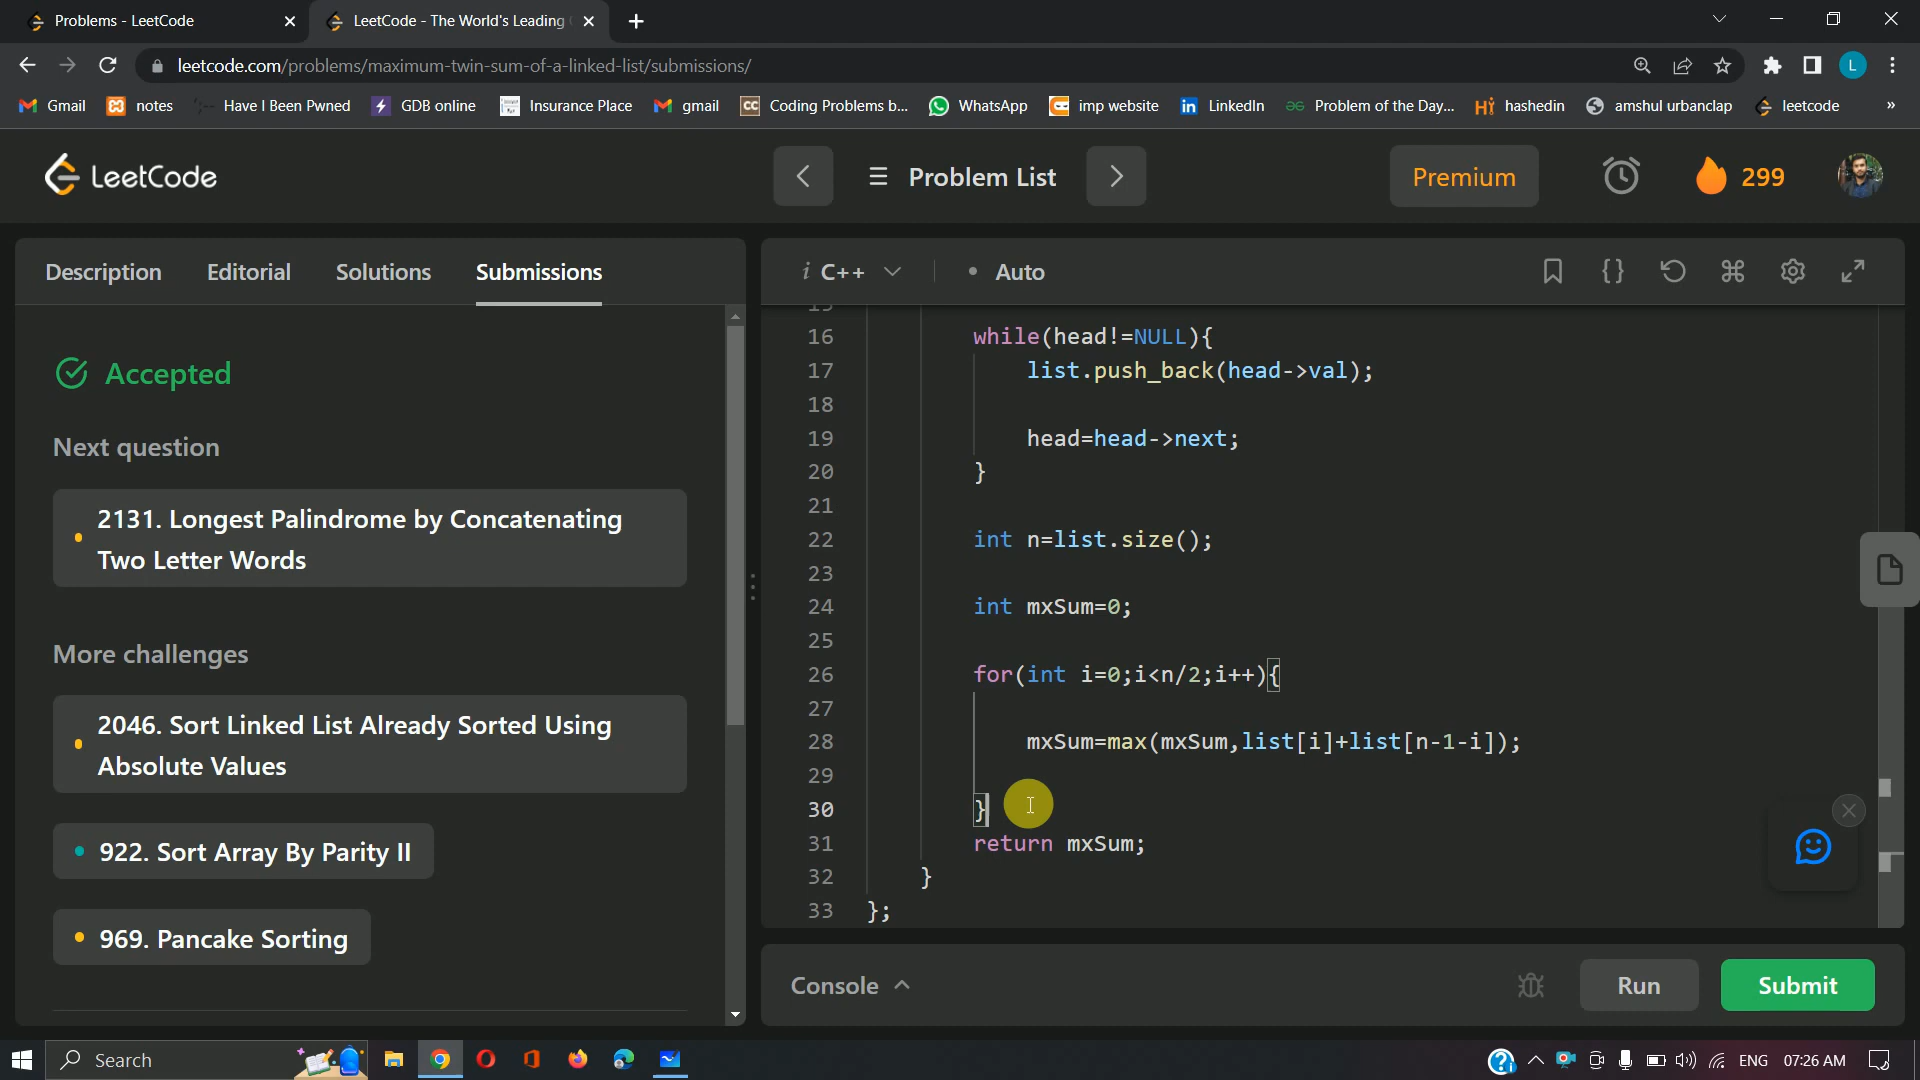 Problems - LeetCode
LeetCode - The World's Leading
leetcode.com/problems/maximum-twin-sum-of-a-linked-list/submissions/
L
Gmail
notes
Have I Been Pwned
GDB online
Insurance Place
gmail
CC Coding Problems b...
WhatsApp
imp website
in LinkedIn
Problem of the Day...
hashedin
amshul urbanclap
leetcode
»
LeetCode
Problem List
Premium
299
Description
Editorial
Solutions
Submissions
Accepted
Next question
2131. Longest Palindrome by Concatenating
Two Letter Words
More challenges
2046. Sort Linked List Already Sorted Using
Absolute Values
922. Sort Array By Parity II
969. Pancake Sorting
i C++
• Auto
{}
15
16 while(head!=NULL){
17 list.push_back(head->val);
18
19 head=head->next;
20 }
21
22 int n=list.size();
23
24 int mxSum=0;
25
26 for(int i=0;i<n/2;i++){
27
28 mxSum=max(mxSum,list[i]+list[n-1-i]);
29
30 }
31 return mxSum;
32 }
33 };
Console
Run
Submit
Search
ENG
07:26 AM